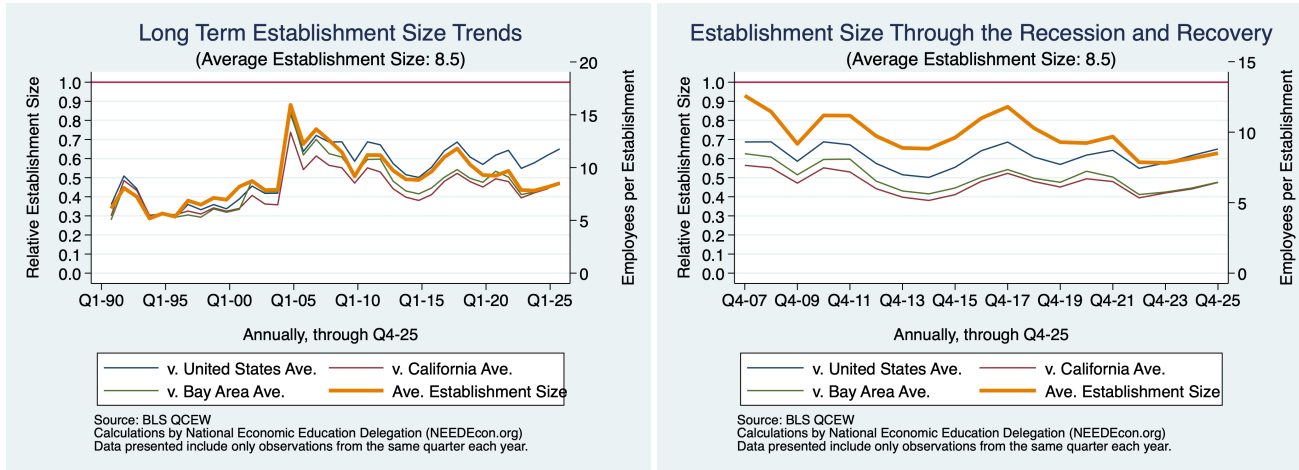 Long Term Establishment Size Trends
(Average Establishment Size: 8.5)
Relative Establishment Size
1.0
0.9
0.8
0.7
0.6
0.5
0.4
0.3
0.2
0.1
0.0
20
15
10
5
0
Employees per Establishment
Q1-90 Q1-95 Q1-00 Q1-05 Q1-10 Q1-15 Q1-20 Q1-25
Annually, through Q4-25
v. United States Ave. v. California Ave.
v. Bay Area Ave. Ave. Establishment Size
Source: BLS QCEW
Calculations by National Economic Education Delegation (NEEDEcon.org)
Data presented include only observations from the same quarter each year.
Establishment Size Through the Recession and Recovery
(Average Establishment Size: 8.5)
Relative Establishment Size
1.0
0.9
0.8
0.7
0.6
0.5
0.4
0.3
0.2
0.1
0.0
15
10
5
0
Employees per Establishment
Q4-07 Q4-09 Q4-11 Q4-13 Q4-15 Q4-17 Q4-19 Q4-21 Q4-23 Q4-25
Annually, through Q4-25
v. United States Ave. v. California Ave.
v. Bay Area Ave. Ave. Establishment Size
Source: BLS QCEW
Calculations by National Economic Education Delegation (NEEDEcon.org)
Data presented include only observations from the same quarter each year.